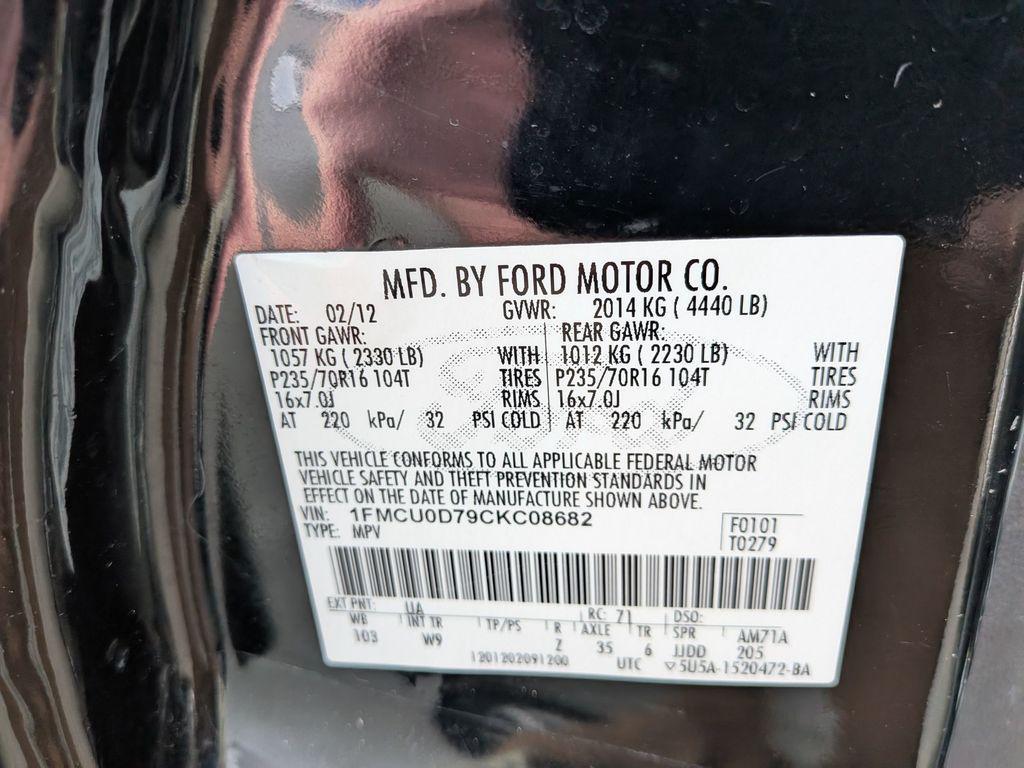 MFD. BY FORD MOTOR CO.
DATE: 02/12 GVWR: 2014 KG ( 4440 LB)
FRONT GAWR: REAR GAWR:
1057 KG ( 2330 LB) WITH 1012 KG ( 2230 LB) WITH
P235/70R16 104T TIRES P235/70R16 104T TIRES
16x7.0J RIMS 16x7.0J RIMS
AT 220 kPa/ 32 PSI COLD AT 220 kPa/ 32 PSI COLD
THIS VEHICLE CONFORMS TO ALL APPLICABLE FEDERAL MOTOR
VEHICLE SAFETY AND THEFT PREVENTION STANDARDS IN
EFFECT ON THE DATE OF MANUFACTURE SHOWN ABOVE.
VIN: 1FMCU0D79CKC08682 F0101
TYPE: MPV T0279
EXT PNT: UA RC: 71 DSO:
WB INT TR TP/PS R AXLE TR SPR AM71A
103 W9 Z 35 6 JJDD 205
1201202091200 UTC ▽5U5A-1520472-BA